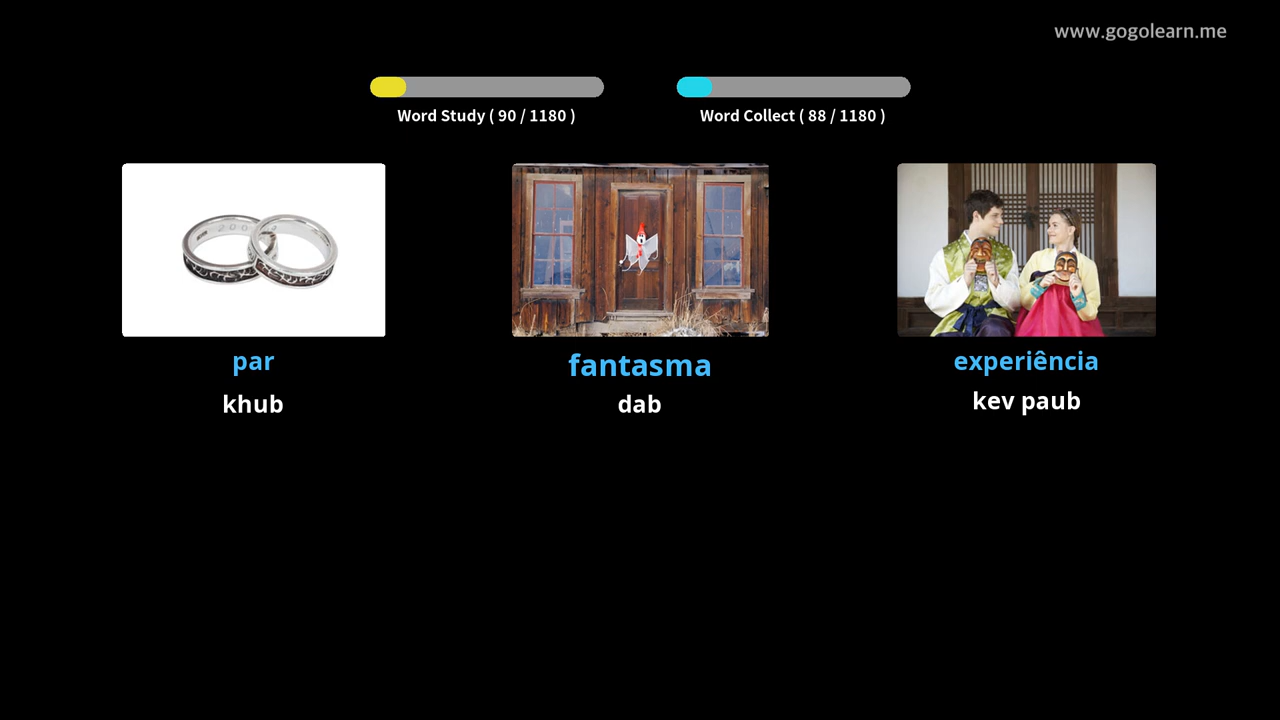 www.gogolearn.me
Word Study ( 90 / 1180 )
Word Collect ( 88 / 1180 )
par
fantasma
experiência
khub
dab
kev paub